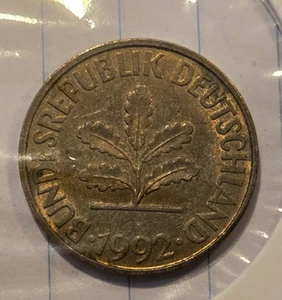 BUNDESREPUBLIK DEUTSCHLAND
· 1992 ·